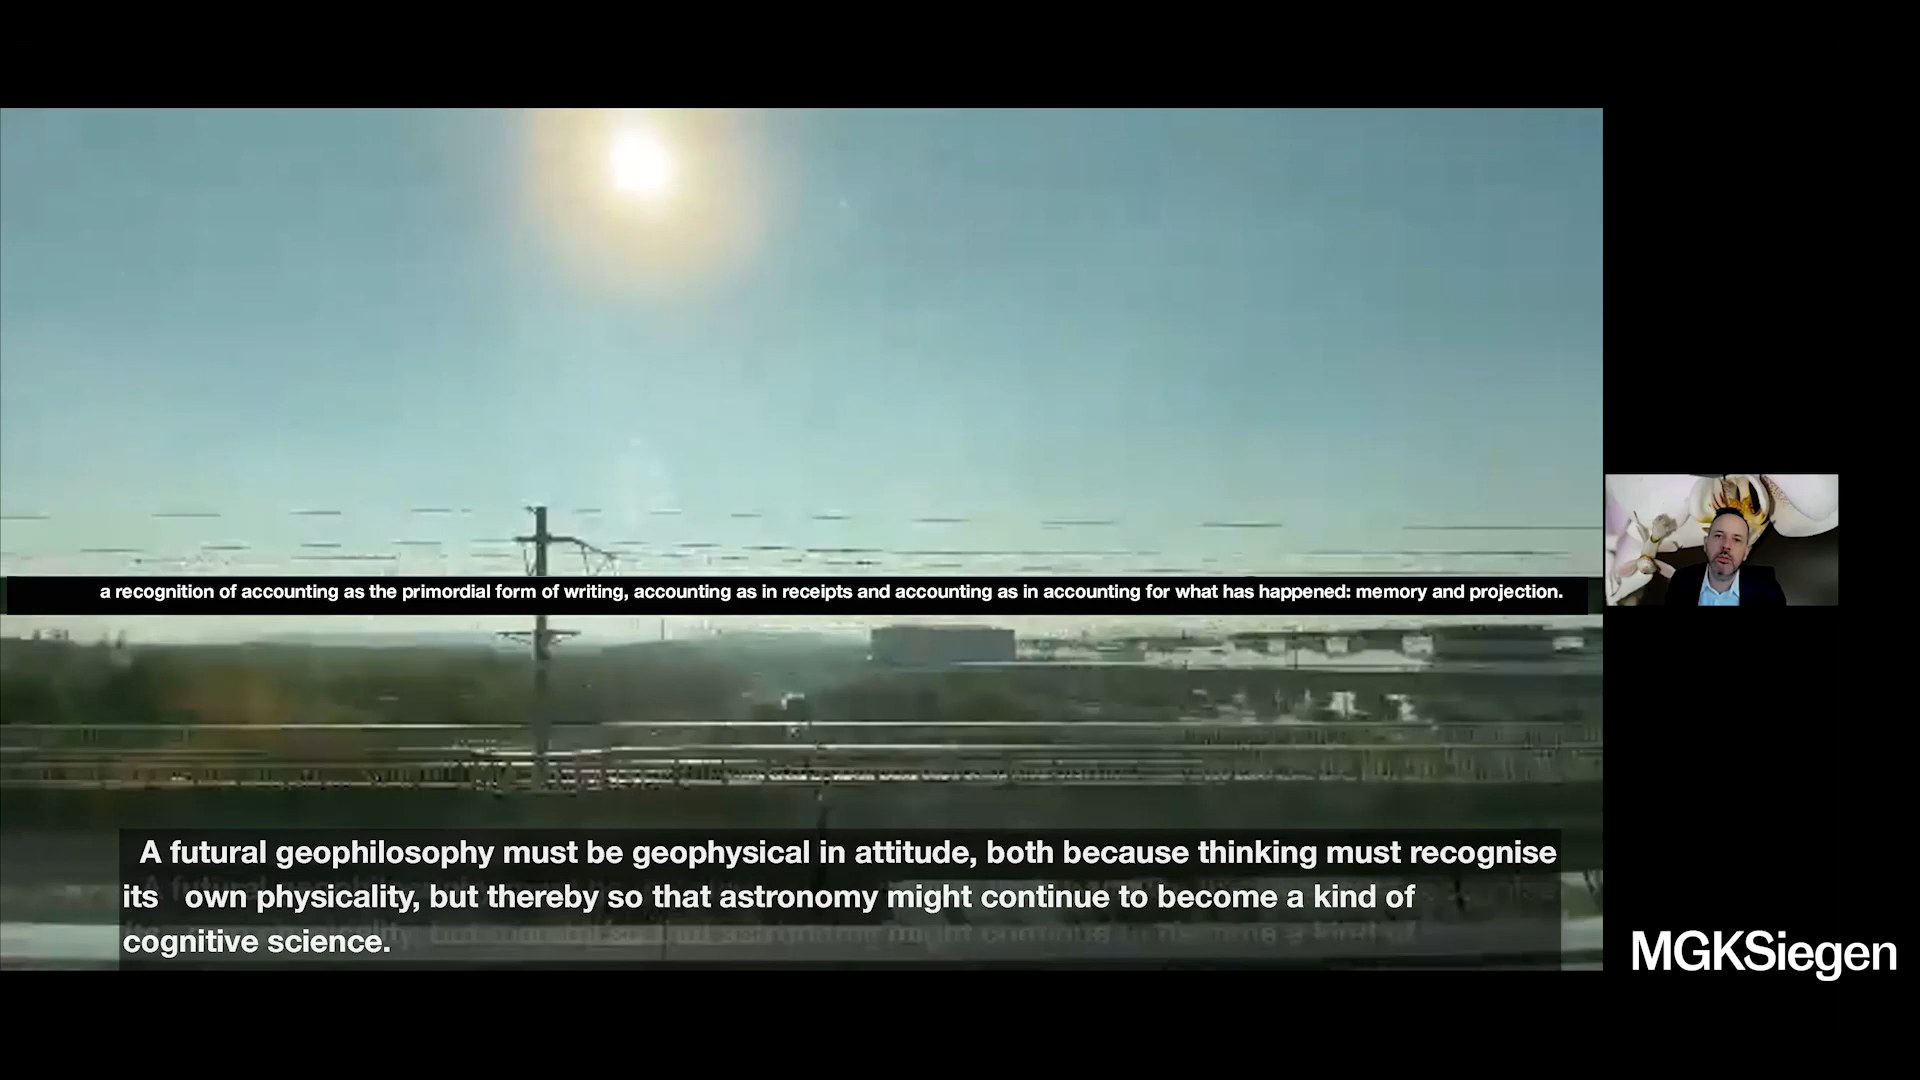 a recognition of accounting as the primordial form of writing, accounting as in receipts and accounting as in accounting for what has happened: memory and projection.
A futural geophilosophy must be geophysical in attitude, both because thinking must recognise
its own physicality, but thereby so that astronomy might continue to become a kind of
cognitive science.
MGKSiegen